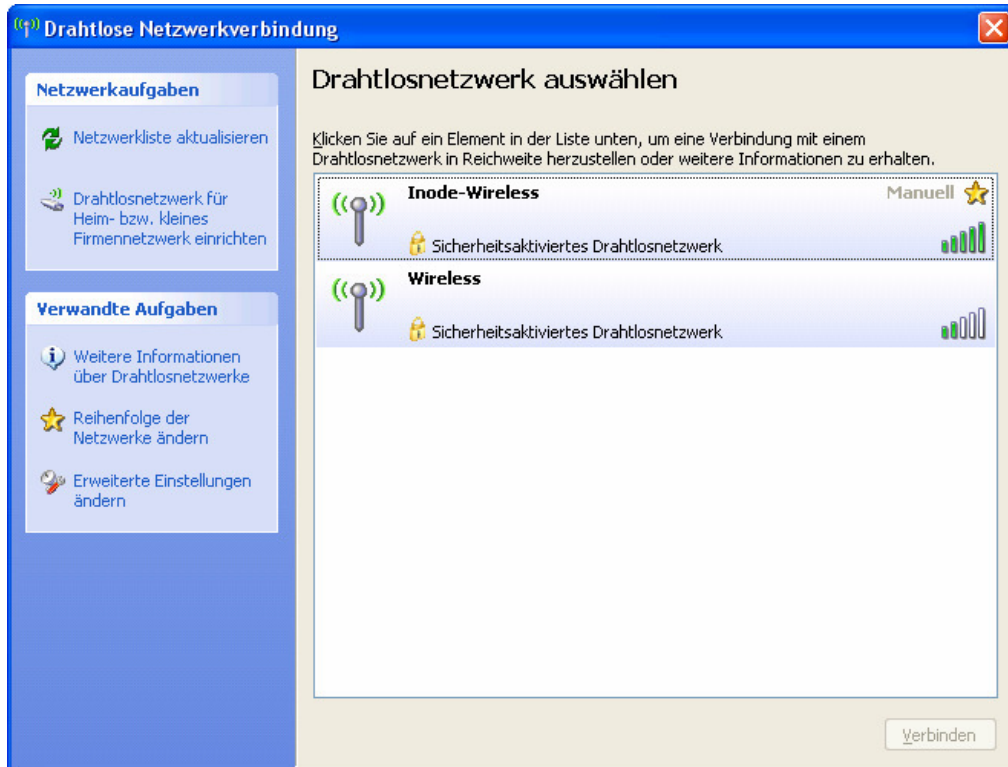 Drahtlose Netzwerkverbindung
Netzwerkaufgaben
Netzwerkliste aktualisieren
Drahtlosnetzwerk für
Heim- bzw. kleines
Firmennetzwerk einrichten
Verwandte Aufgaben
Weitere Informationen
über Drahtlosnetzwerke
Reihenfolge der
Netzwerke ändern
Erweiterte Einstellungen
ändern
Drahtlosnetzwerk auswählen
Klicken Sie auf ein Element in der Liste unten, um eine Verbindung mit einem
Drahtlosnetzwerk in Reichweite herzustellen oder weitere Informationen zu erhalten.
Inode-Wireless Manuell
Sicherheitsaktiviertes Drahtlosnetzwerk
Wireless
Sicherheitsaktiviertes Drahtlosnetzwerk
Verbinden